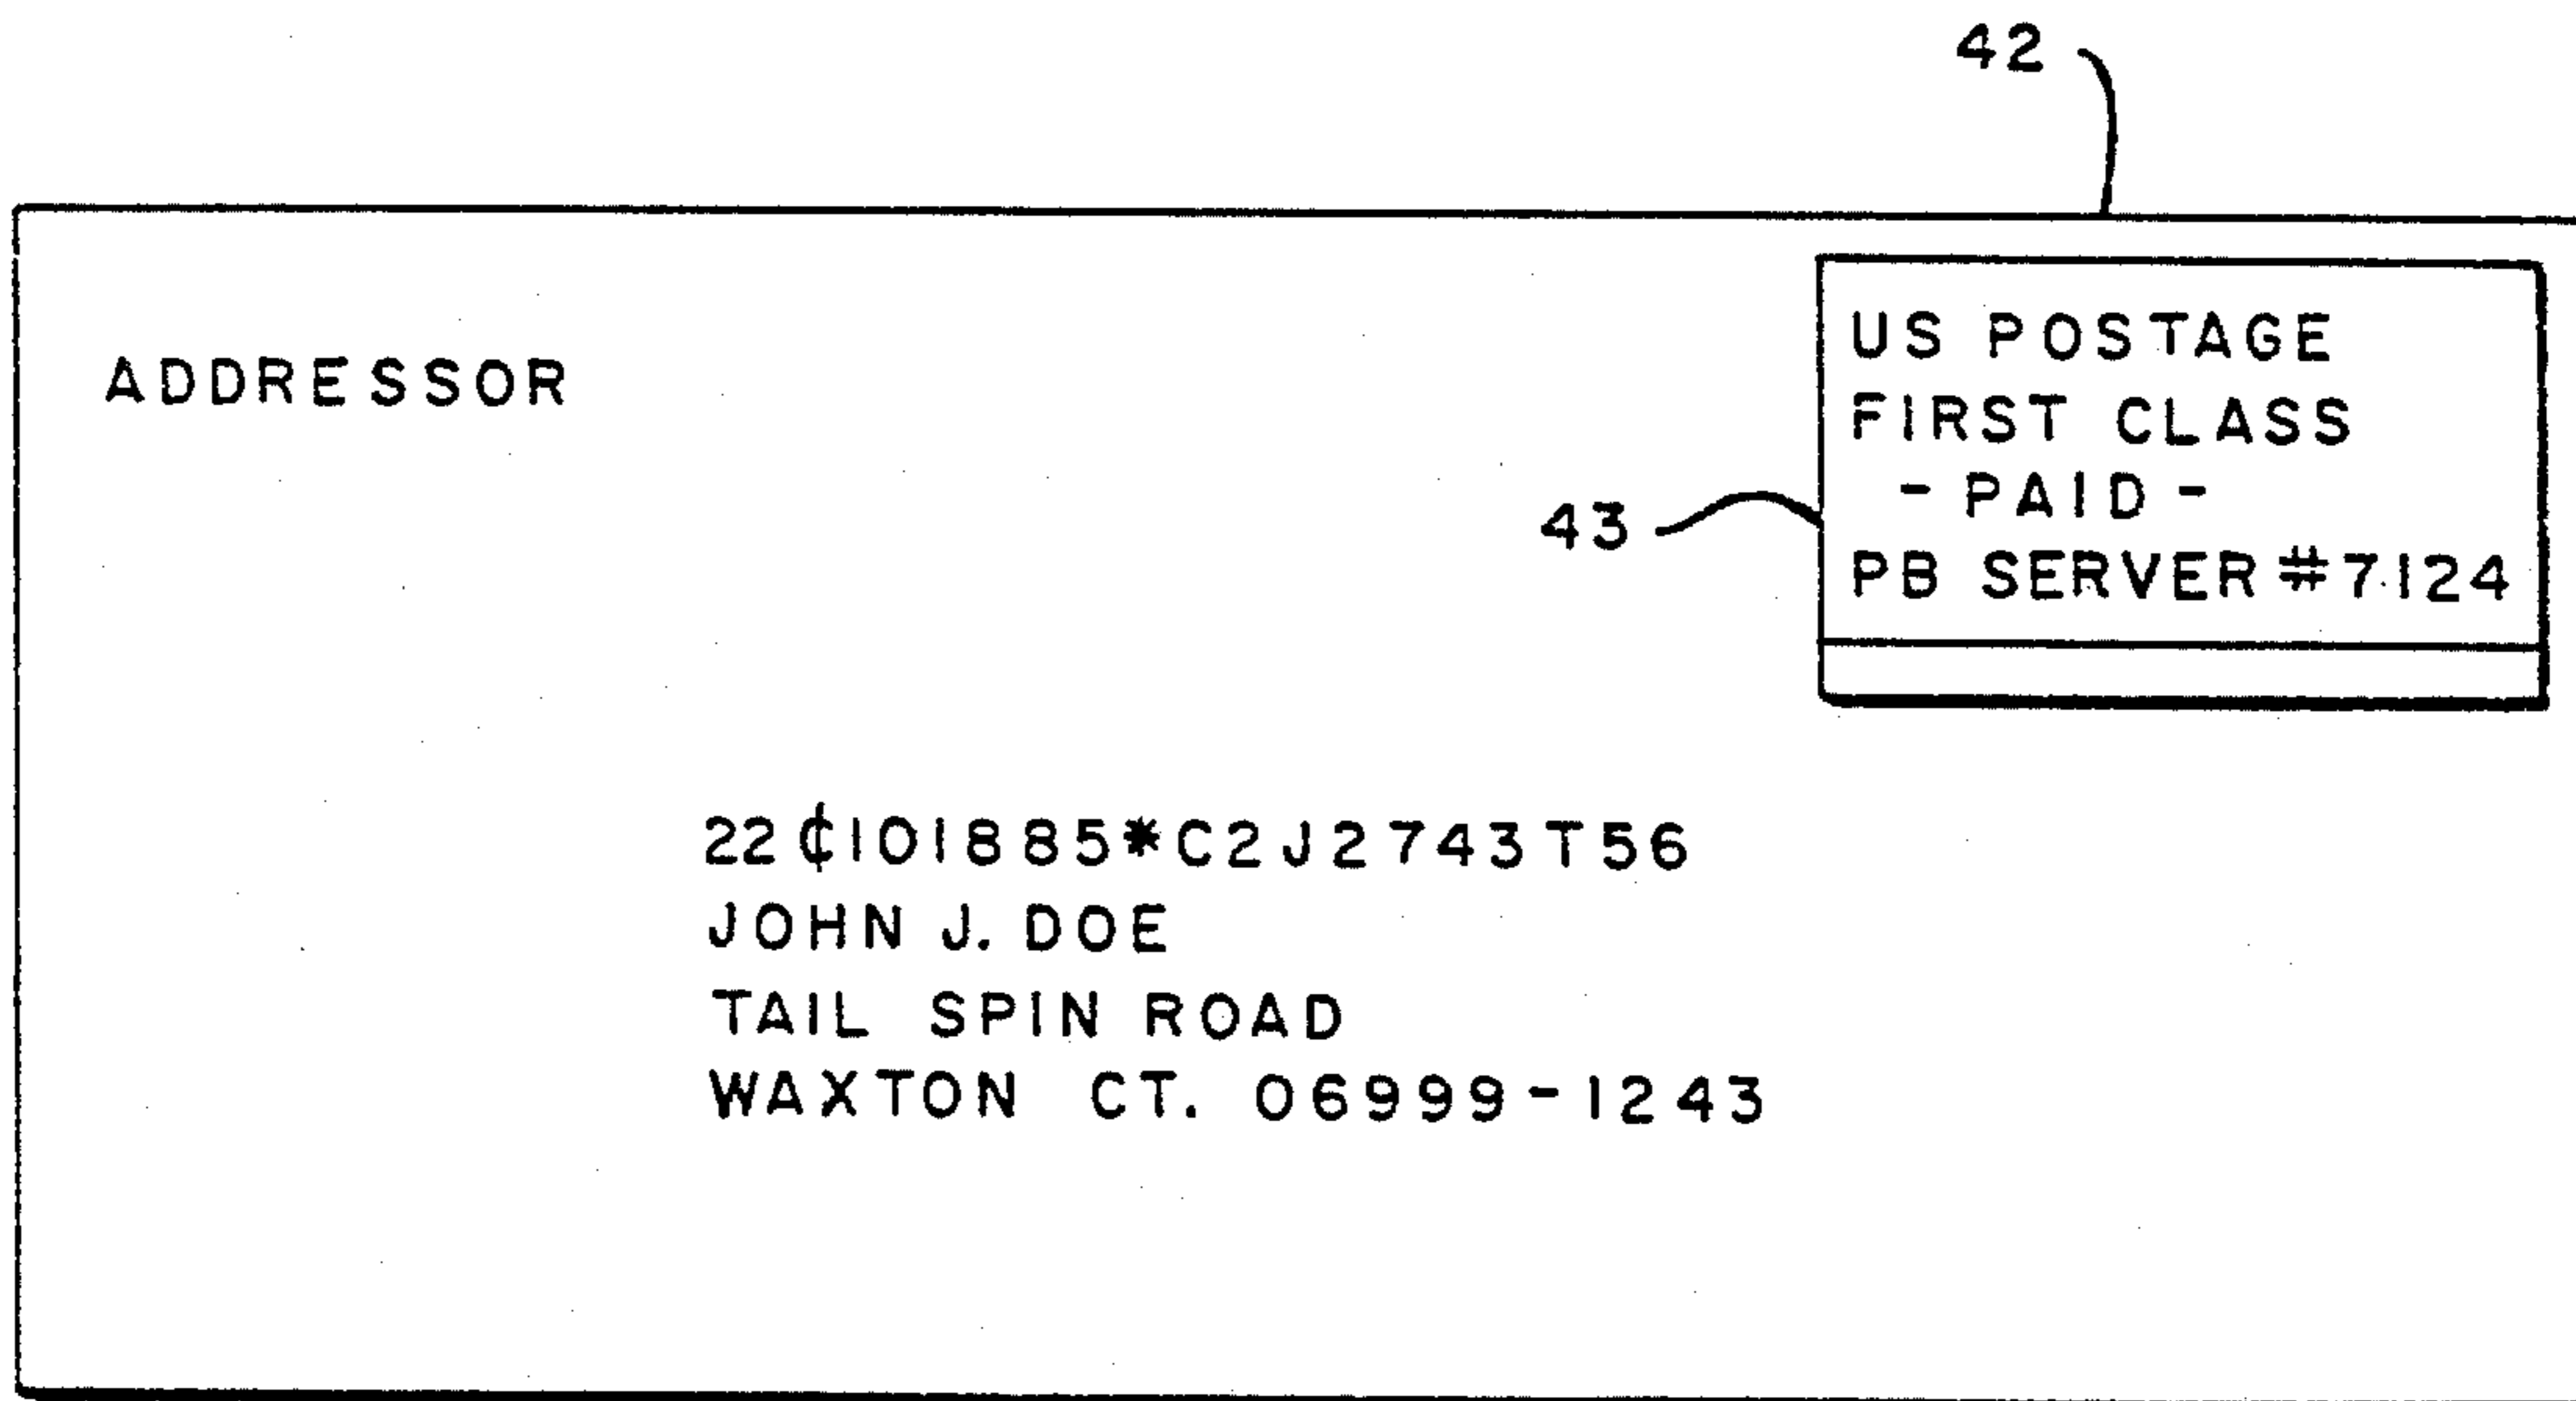 42
ADDRESSOR
US POSTAGE
FIRST CLASS
- PAID -
PB SERVER #7124
43
22¢101885*C2J2743T56
JOHN J. DOE
TAIL SPIN ROAD
WAXTON CT. 06999-1243